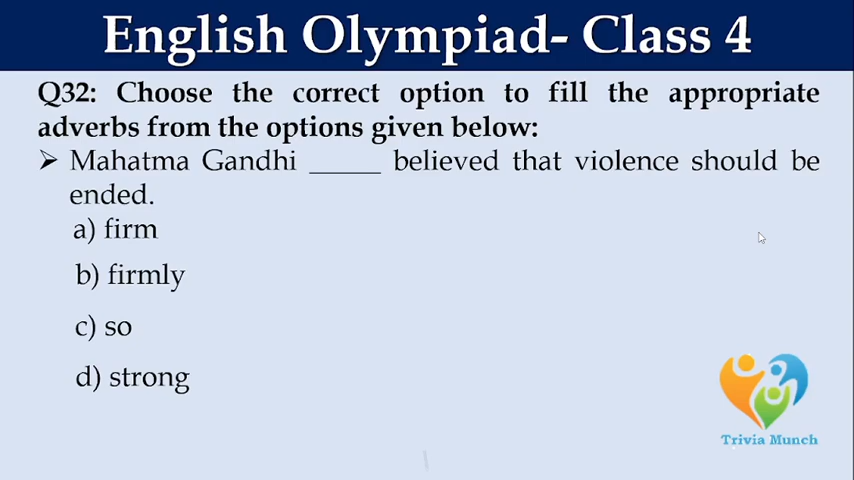 English Olympiad- Class 4
Q32: Choose the correct option to fill the appropriate
adverbs from the options given below:
➢ Mahatma Gandhi _____ believed that violence should be
ended.
a) firm
b) firmly
c) so
d) strong
Trivia Munch